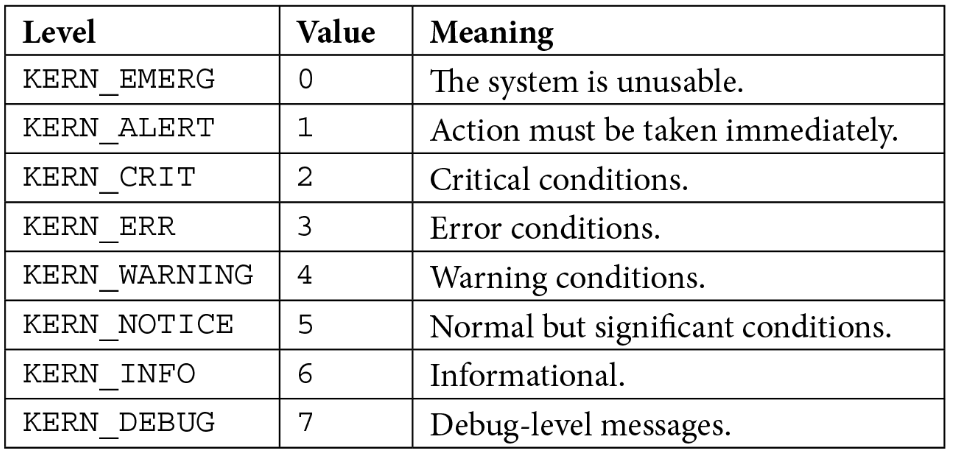 Level Value Meaning
KERN_EMERG 0 The system is unusable.
KERN_ALERT 1 Action must be taken immediately.
KERN_CRIT 2 Critical conditions.
KERN_ERR 3 Error conditions.
KERN_WARNING 4 Warning conditions.
KERN_NOTICE 5 Normal but significant conditions.
KERN_INFO 6 Informational.
KERN_DEBUG 7 Debug-level messages.